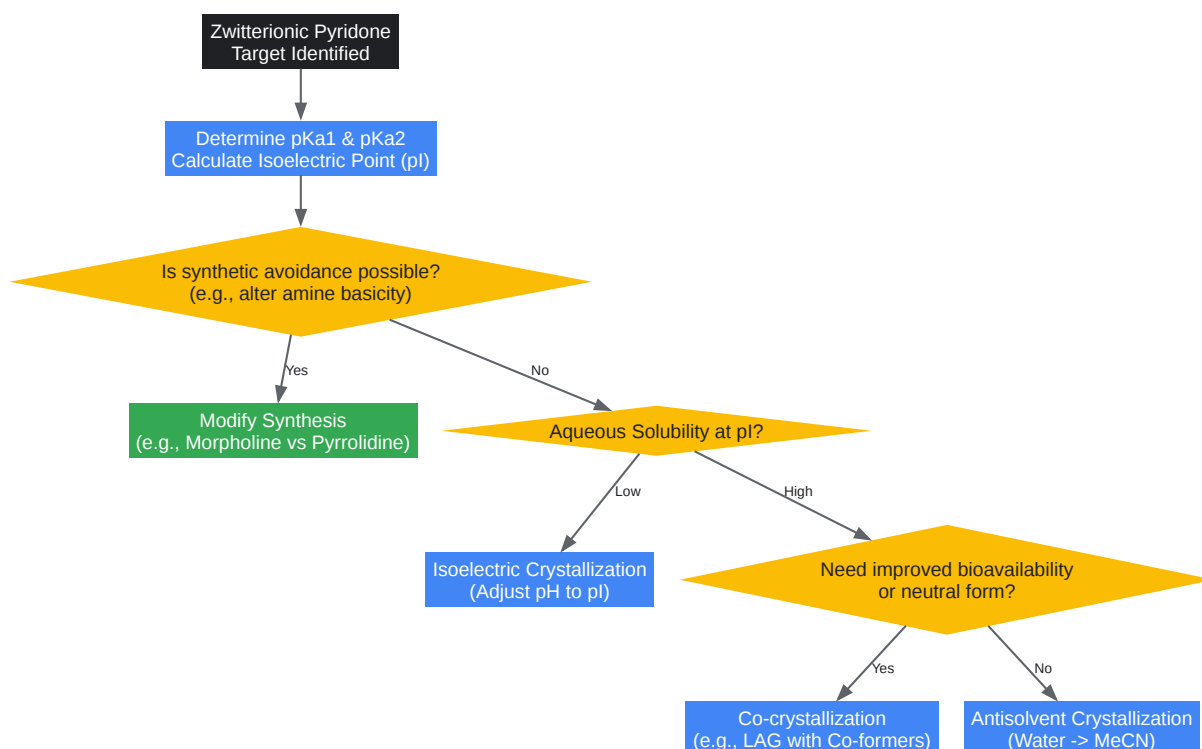 Zwitterionic Pyridone
Target Identified
Determine pKa1 & pKa2
Calculate Isoelectric Point (pI)
Is synthetic avoidance possible?
(e.g., alter amine basicity)
Yes
No
Modify Synthesis
(e.g., Morpholine vs Pyrrolidine)
Aqueous Solubility at pI?
Low
High
Isoelectric Crystallization
(Adjust pH to pI)
Need improved bioavailability
or neutral form?
Yes
No
Co-crystallization
(e.g., LAG with Co-formers)
Antisolvent Crystallization
(Water -> MeCN)